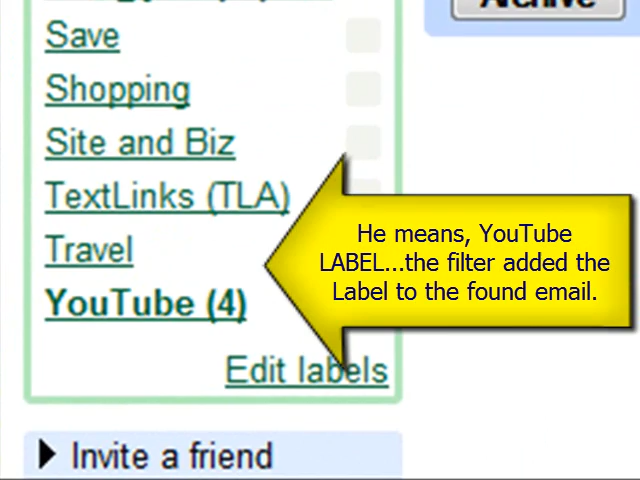 Archive
Save
Shopping
Site and Biz
TextLinks (TLA)
Travel
YouTube (4)
He means, YouTube
LABEL...the filter added the
Label to the found email.
Edit labels
Invite a friend